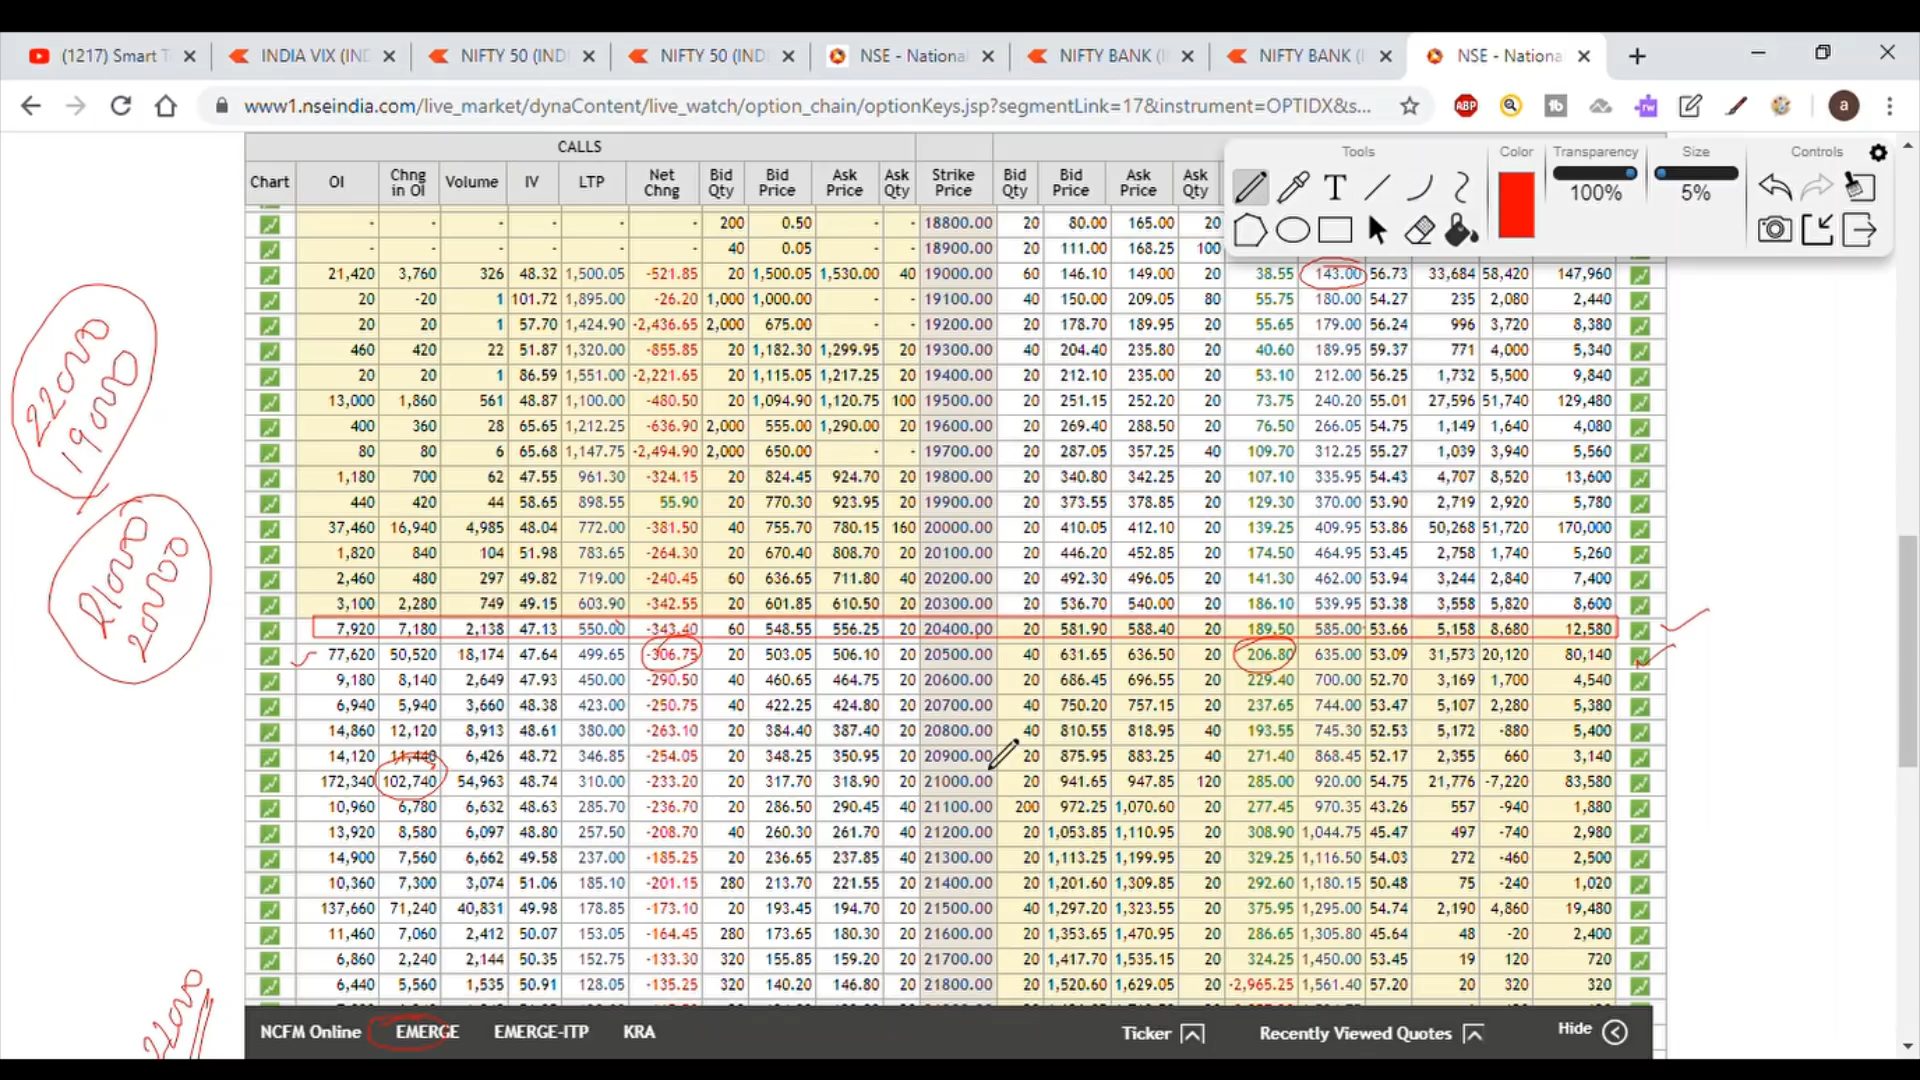 (1217) Smart T
INDIA VIX (IND
NIFTY 50 (IND
NIFTY 50 (IND
NSE - National
NIFTY BANK (I
NIFTY BANK (I
NSE - National
www1.nseindia.com/live_market/dynaContent/live_watch/option_chain/optionKeys.jsp?segmentLink=17&instrument=OPTIDX&s...
ABP
a
Tools Color Transparency Size Controls
100% 5%
CALLS
Chart OI Chng in OI Volume IV LTP Net Chng Bid Qty Bid Price Ask Price Ask Qty Strike Price Bid Qty Bid Price Ask Price Ask Qty
- - - - - - 200 0.50 - - 18800.00 20 80.00 165.00 20
- - - - - - 40 0.05 - - 18900.00 20 111.00 168.25 100
21,420 3,760 326 48.32 1,500.05 -521.85 20 1,500.05 1,530.00 40 19000.00 60 146.10 149.00 20 38.55 143.00 56.73 33,684 58,420 147,960
20 -20 1 101.72 1,895.00 -26.20 1,000 1,000.00 - - 19100.00 40 150.00 209.05 80 55.75 180.00 54.27 235 2,080 2,440
20 20 1 57.70 1,424.90 -2,436.65 2,000 675.00 - - 19200.00 20 178.70 189.95 20 55.65 179.00 56.24 996 3,720 8,380
460 420 22 51.87 1,320.00 -855.85 20 1,182.30 1,299.95 20 19300.00 40 204.40 235.80 20 40.60 189.95 59.37 771 4,000 5,340
20 20 1 86.59 1,551.00 -2,221.65 20 1,115.05 1,217.25 20 19400.00 20 212.10 235.00 20 53.10 212.00 56.25 1,732 5,500 9,840
13,000 1,860 561 48.87 1,100.00 -480.50 20 1,094.90 1,120.75 100 19500.00 20 251.15 252.20 20 73.75 240.20 55.01 27,596 51,740 129,480
400 360 28 65.65 1,212.25 -636.90 2,000 555.00 1,290.00 20 19600.00 20 269.40 288.50 20 76.50 266.05 54.75 1,149 1,640 4,080
80 80 6 65.68 1,147.75 -2,494.90 2,000 650.00 - - 19700.00 20 287.05 357.25 40 109.70 312.25 55.27 1,039 3,940 5,560
1,180 700 62 47.55 961.30 -324.15 20 824.45 924.70 20 19800.00 20 340.80 342.25 20 107.10 335.95 54.43 4,707 8,520 13,600
440 420 44 58.65 898.55 55.90 20 770.30 923.95 20 19900.00 20 373.55 378.85 20 129.30 370.00 53.90 2,719 2,920 5,780
37,460 16,940 4,985 48.04 772.00 -381.50 40 755.70 780.15 160 20000.00 20 410.05 412.10 20 139.25 409.95 53.86 50,268 51,720 170,000
1,820 840 104 51.98 783.65 -264.30 20 670.40 808.70 20 20100.00 20 446.20 452.85 20 174.50 464.95 53.45 2,758 1,740 5,260
2,460 480 297 49.82 719.00 -240.45 60 636.65 711.80 40 20200.00 20 492.30 496.05 20 141.30 462.00 53.94 3,244 2,840 7,400
3,100 2,280 749 49.15 603.90 -342.55 20 601.85 610.50 20 20300.00 20 536.70 540.00 20 186.10 539.95 53.38 3,558 5,820 8,600
7,920 7,180 2,138 47.13 550.00 -343.40 60 548.55 556.25 20 20400.00 20 581.90 588.40 20 189.50 585.00 53.66 5,158 8,680 12,580
77,620 50,520 18,174 47.64 499.65 -306.75 20 503.05 506.10 20 20500.00 40 631.65 636.50 20 206.80 635.00 53.09 31,573 20,120 80,140
9,180 8,140 2,649 47.93 450.00 -290.50 40 460.65 464.75 20 20600.00 20 686.45 696.55 20 229.40 700.00 52.70 3,169 1,700 4,540
6,940 5,940 3,660 48.38 423.00 -250.75 40 422.25 424.80 20 20700.00 40 750.20 757.15 20 237.65 744.00 53.47 5,107 2,280 5,380
14,860 12,120 8,913 48.61 380.00 -263.10 20 384.40 387.40 20 20800.00 40 810.55 818.95 40 193.55 745.30 52.53 5,172 -880 5,400
14,120 11,440 6,426 48.72 346.85 -254.05 20 348.25 350.95 20 20900.00 20 875.95 883.25 40 271.40 868.45 52.17 2,355 660 3,140
172,340 102,740 54,963 48.74 310.00 -233.20 20 317.70 318.90 20 21000.00 20 941.65 947.85 120 285.00 920.00 54.75 21,776 -7,220 83,580
10,960 6,780 6,632 48.63 285.70 -236.70 20 286.50 290.45 40 21100.00 200 972.25 1,070.60 20 277.45 970.35 43.26 557 -940 1,880
13,920 8,580 6,097 48.80 257.50 -208.70 40 260.30 261.70 40 21200.00 20 1,053.85 1,110.95 20 308.90 1,044.75 45.47 497 -740 2,980
14,900 7,560 6,662 49.58 237.00 -185.25 20 236.65 237.85 40 21300.00 20 1,113.25 1,199.95 20 329.25 1,116.50 54.03 272 -460 2,500
10,360 7,300 3,074 51.06 185.10 -201.15 280 213.70 221.55 20 21400.00 20 1,201.60 1,309.85 20 292.60 1,180.15 50.48 75 -240 1,020
137,660 71,240 40,831 49.98 178.85 -173.10 20 193.45 194.70 20 21500.00 40 1,297.20 1,323.55 20 375.95 1,295.00 54.74 2,190 4,860 19,480
11,460 7,060 2,412 50.07 153.05 -164.45 280 173.65 180.30 20 21600.00 20 1,353.65 1,470.95 20 286.65 1,305.80 45.64 48 -20 2,400
6,860 2,240 2,144 50.35 152.75 -133.30 320 155.85 159.20 20 21700.00 20 1,417.70 1,535.15 20 324.25 1,450.00 53.45 19 120 720
6,440 5,560 1,535 50.91 128.05 -135.25 320 140.20 146.80 20 21800.00 20 1,520.60 1,629.05 20 -2,965.25 1,561.40 57.20 20 320 320
22000
19000
21000
20000
22000
NCFM Online EMERGE EMERGE-ITP KRA Ticker Recently Viewed Quotes Hide